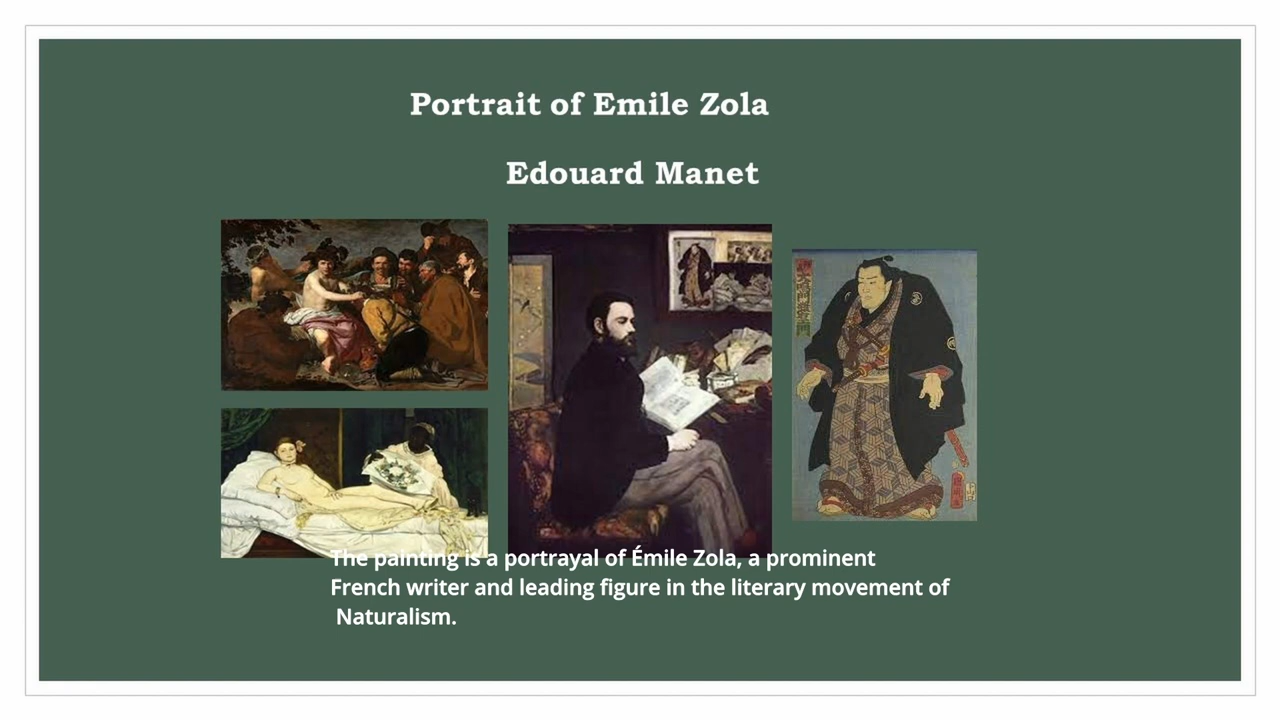 Portrait of Emile Zola
Edouard Manet
The painting is a portrayal of Émile Zola, a prominent
French writer and leading figure in the literary movement of
Naturalism.